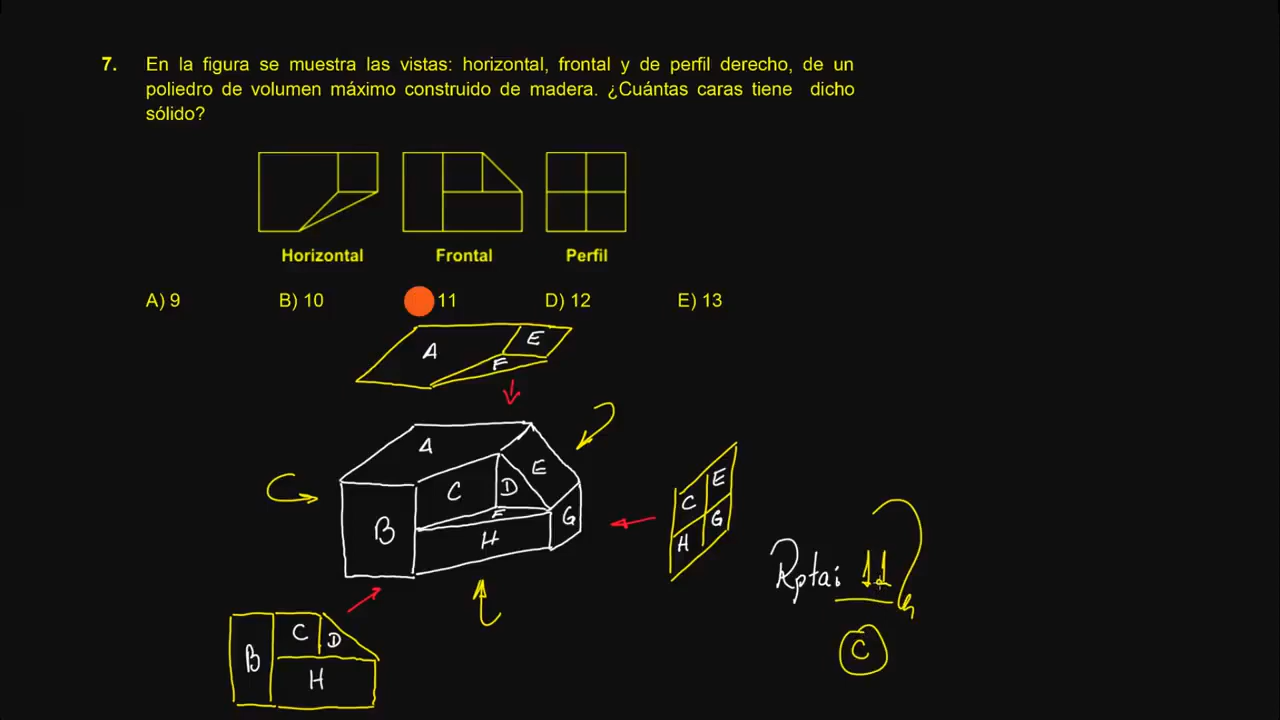 7. En la figura se muestra las vistas: horizontal, frontal y de perfil derecho, de un
poliedro de volumen máximo construido de madera. ¿Cuántas caras tiene dicho
sólido?
Horizontal Frontal Perfil
A) 9 B) 10 11 D) 12 E) 13
A E
F
A
C D E
B F G
H
C E
H G
Rpta: 11
C
B C D
H